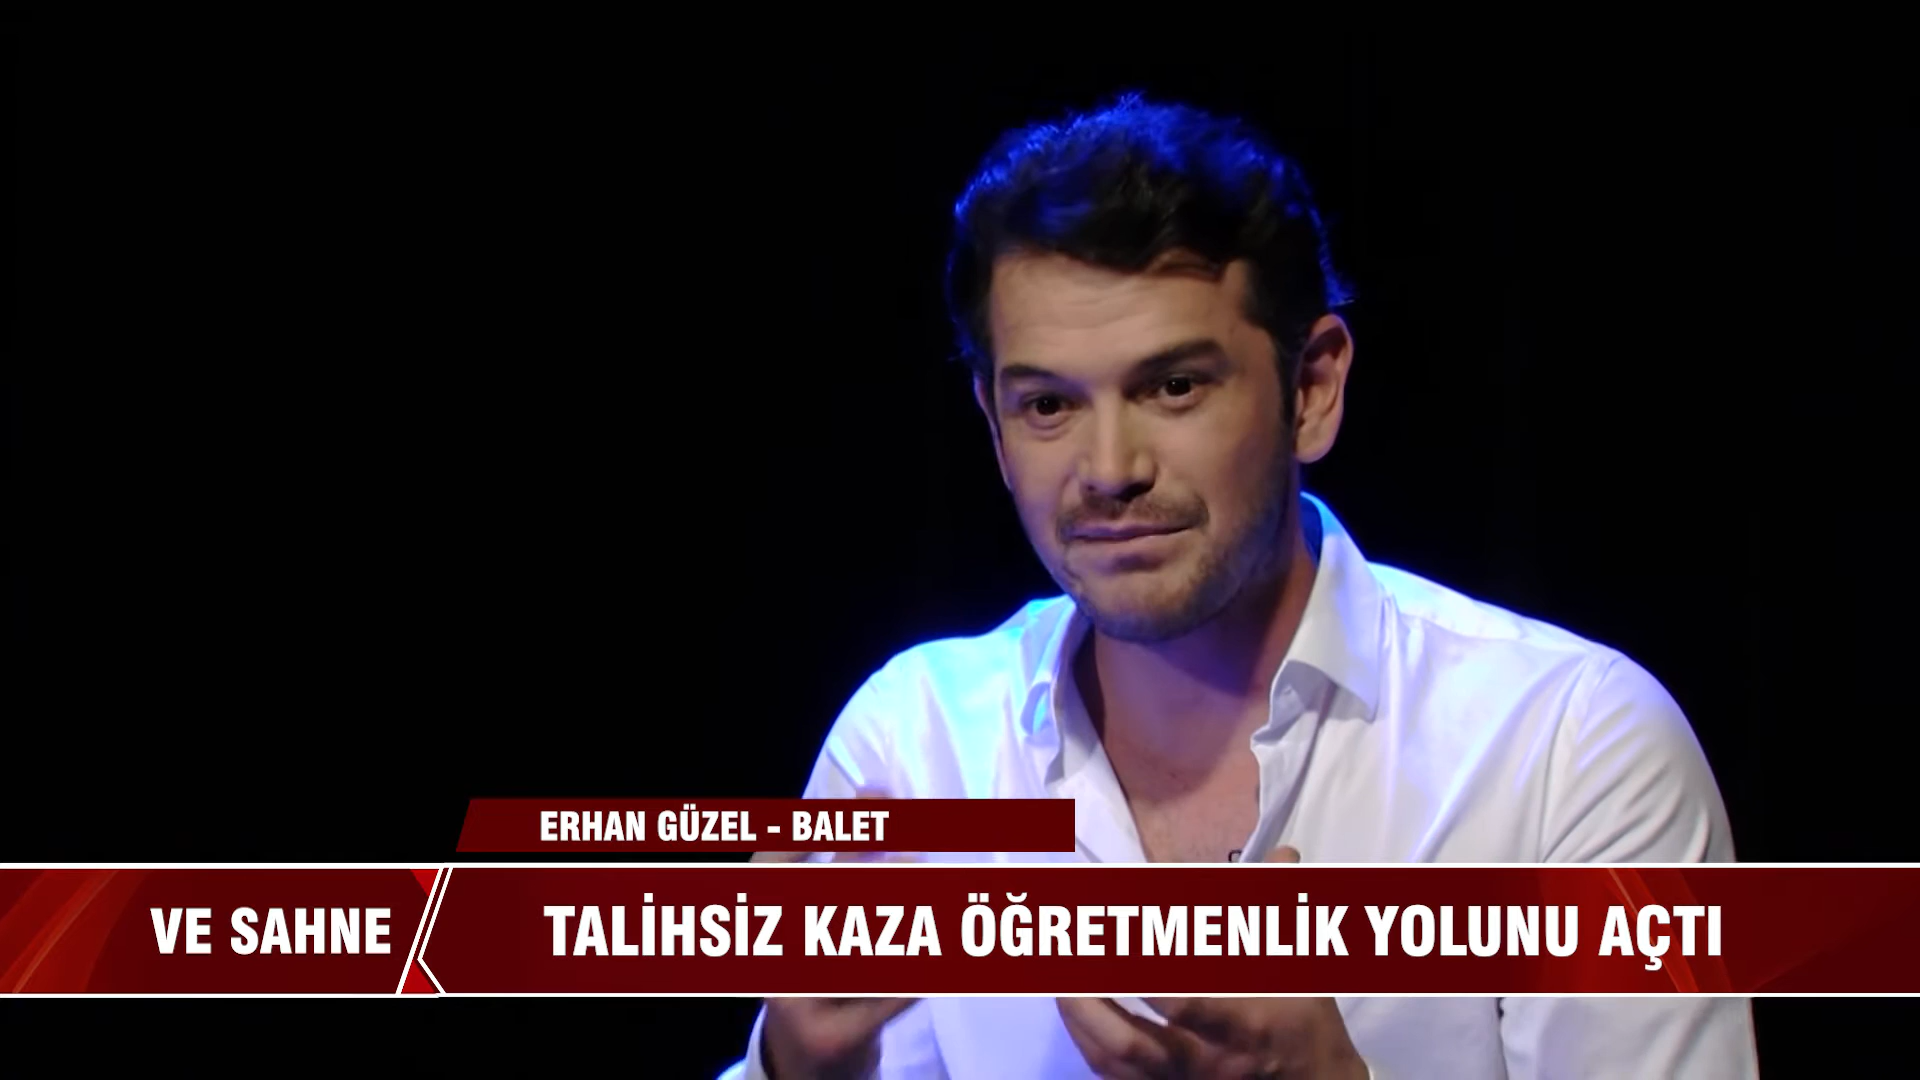 ERHAN GÜZEL - BALET
VE SAHNE
TALİHSİZ KAZA ÖĞRETMENLİK YOLUNU AÇTI